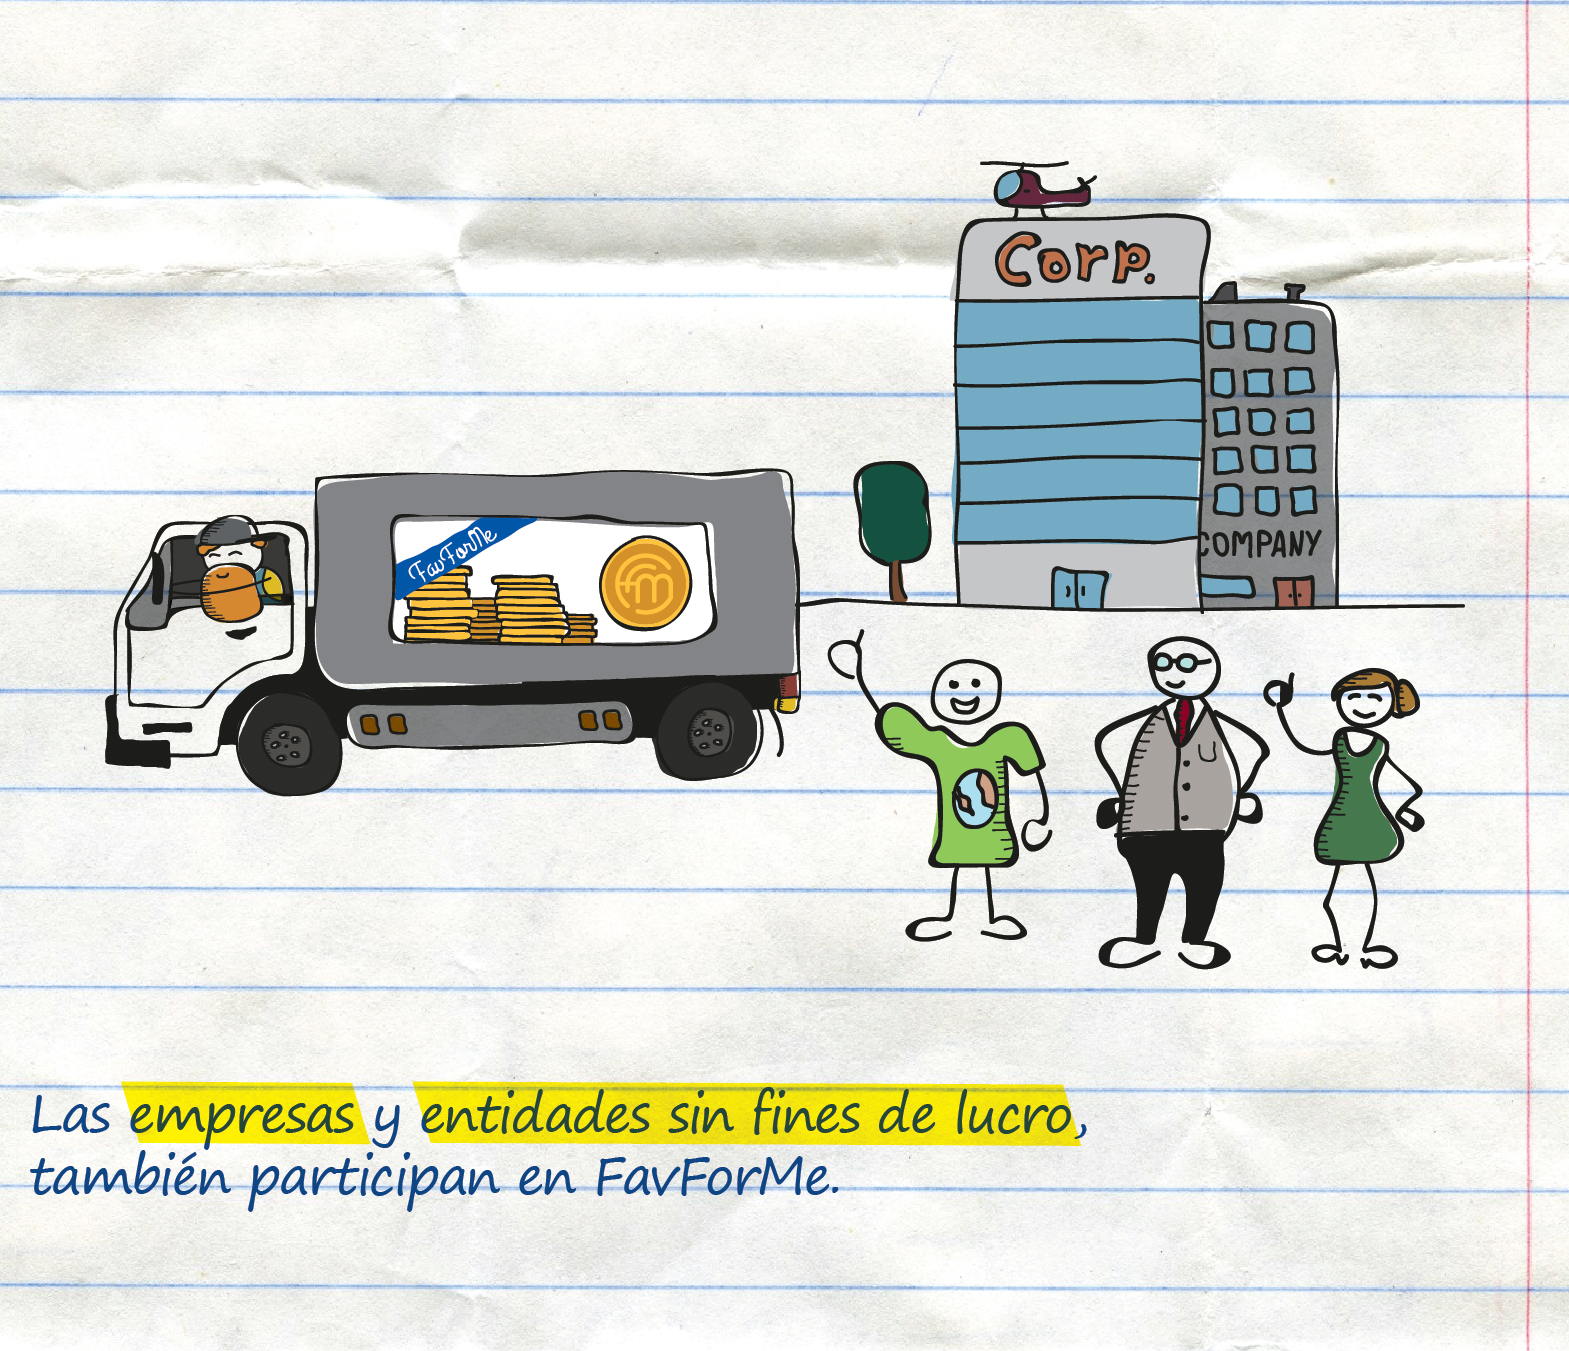 Corp.
COMPANY
FavForMe
fm
Las empresas y entidades sin fines de lucro,
también participan en FavForMe.